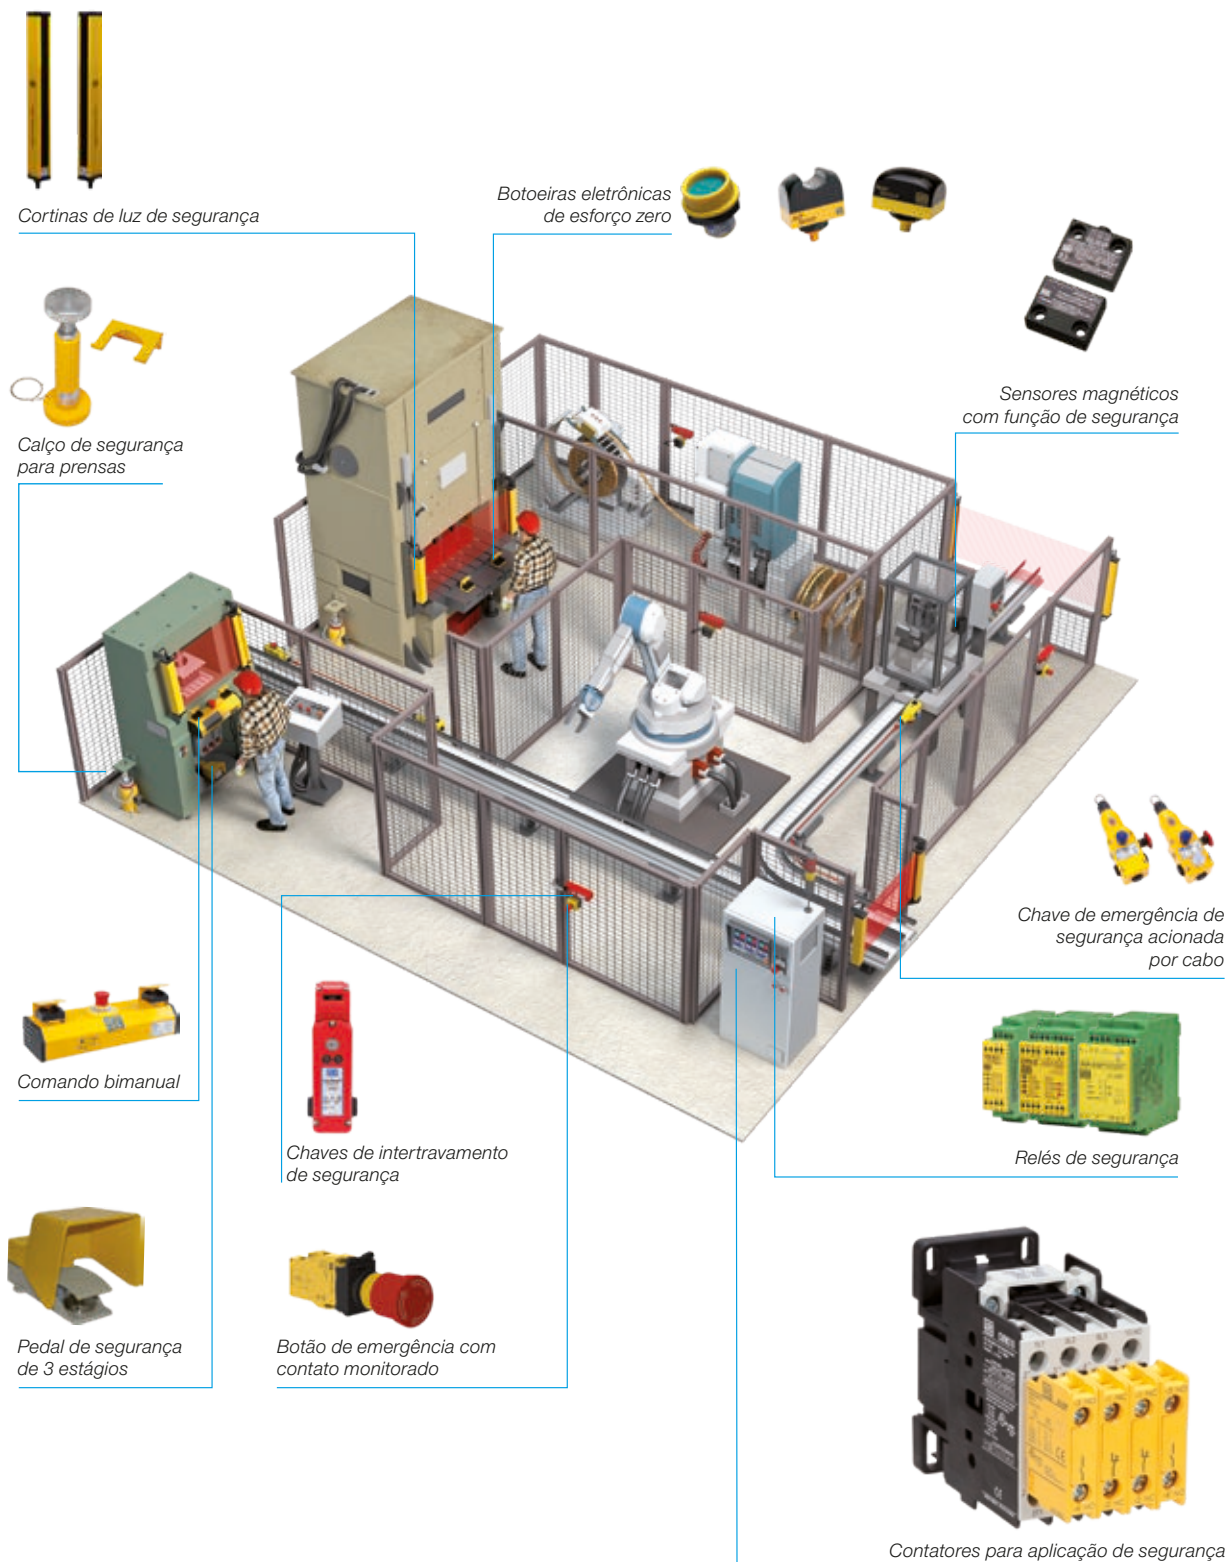 Cortinas de luz de segurança
Botoeiras eletrônicas
de esforço zero
Sensores magnéticos
com função de segurança
Calço de segurança
para prensas
Chave de emergência de
segurança acionada
por cabo
Comando bimanual
Chaves de intertravamento
de segurança
Relés de segurança
Pedal de segurança
de 3 estágios
Botão de emergência com
contato monitorado
Contatores para aplicação de segurança